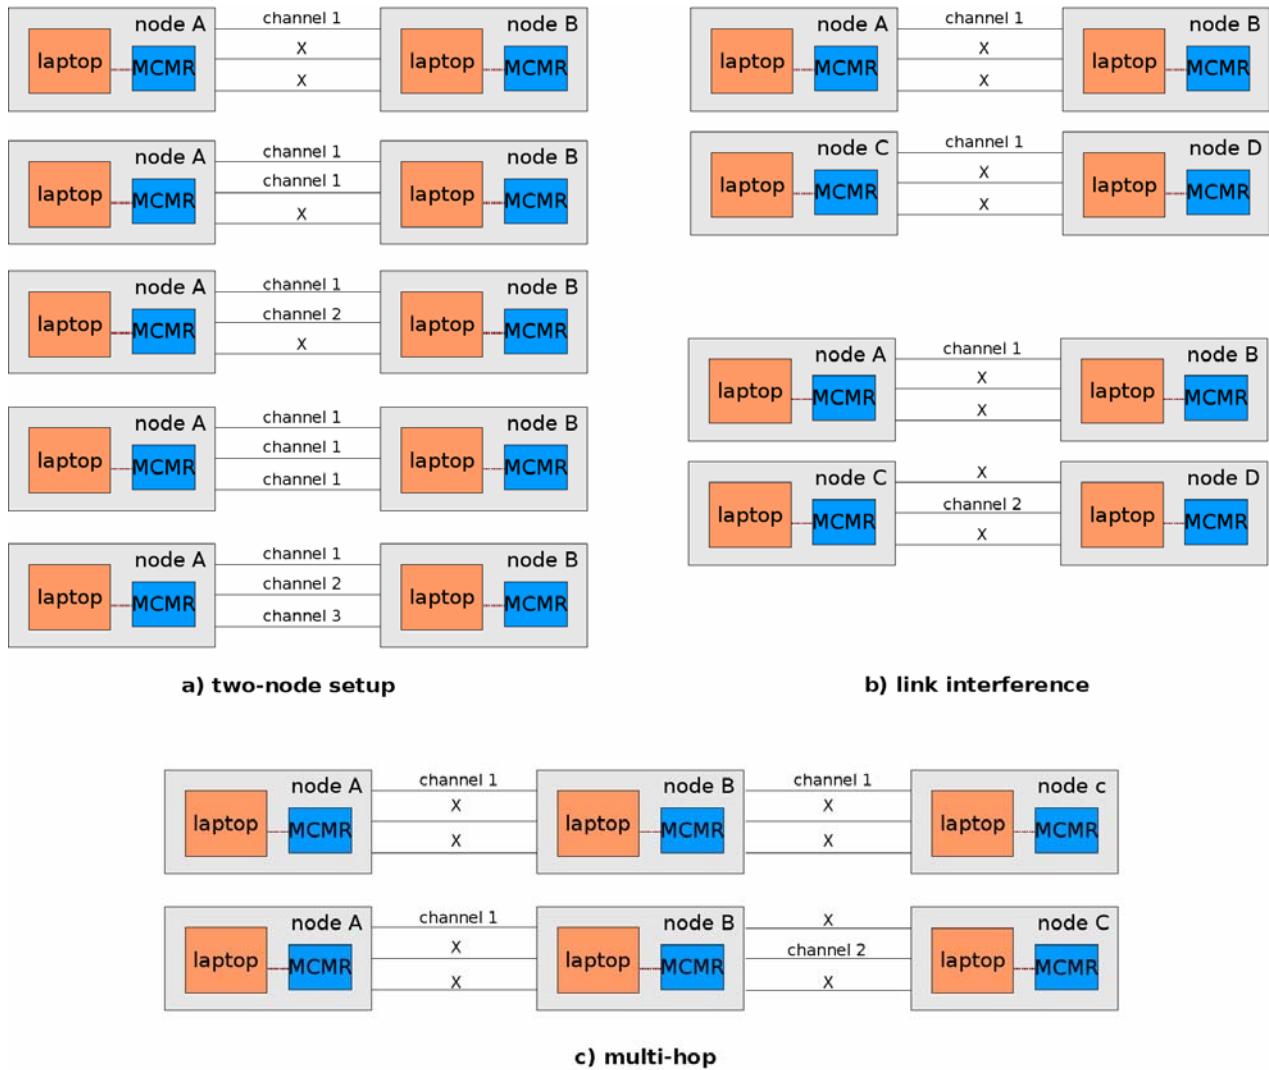 node A channel 1 node B
laptop MCMR X laptop MCMR
X
node A channel 1 node B
laptop MCMR channel 1 laptop MCMR
X
node A channel 1 node B
laptop MCMR channel 2 laptop MCMR
X
node A channel 1 node B
laptop MCMR channel 1 laptop MCMR
channel 1
node A channel 1 node B
laptop MCMR channel 2 laptop MCMR
channel 3
a) two-node setup
node A channel 1 node B
laptop MCMR X laptop MCMR
X
node C channel 1 node D
laptop MCMR X laptop MCMR
X
node A channel 1 node B
laptop MCMR X laptop MCMR
X
node C X node D
laptop MCMR channel 2 laptop MCMR
X
b) link interference
node A channel 1 node B channel 1 node c
laptop MCMR X laptop MCMR X laptop MCMR
X X
node A channel 1 node B X node C
laptop MCMR X laptop MCMR channel 2 laptop MCMR
X X
c) multi-hop